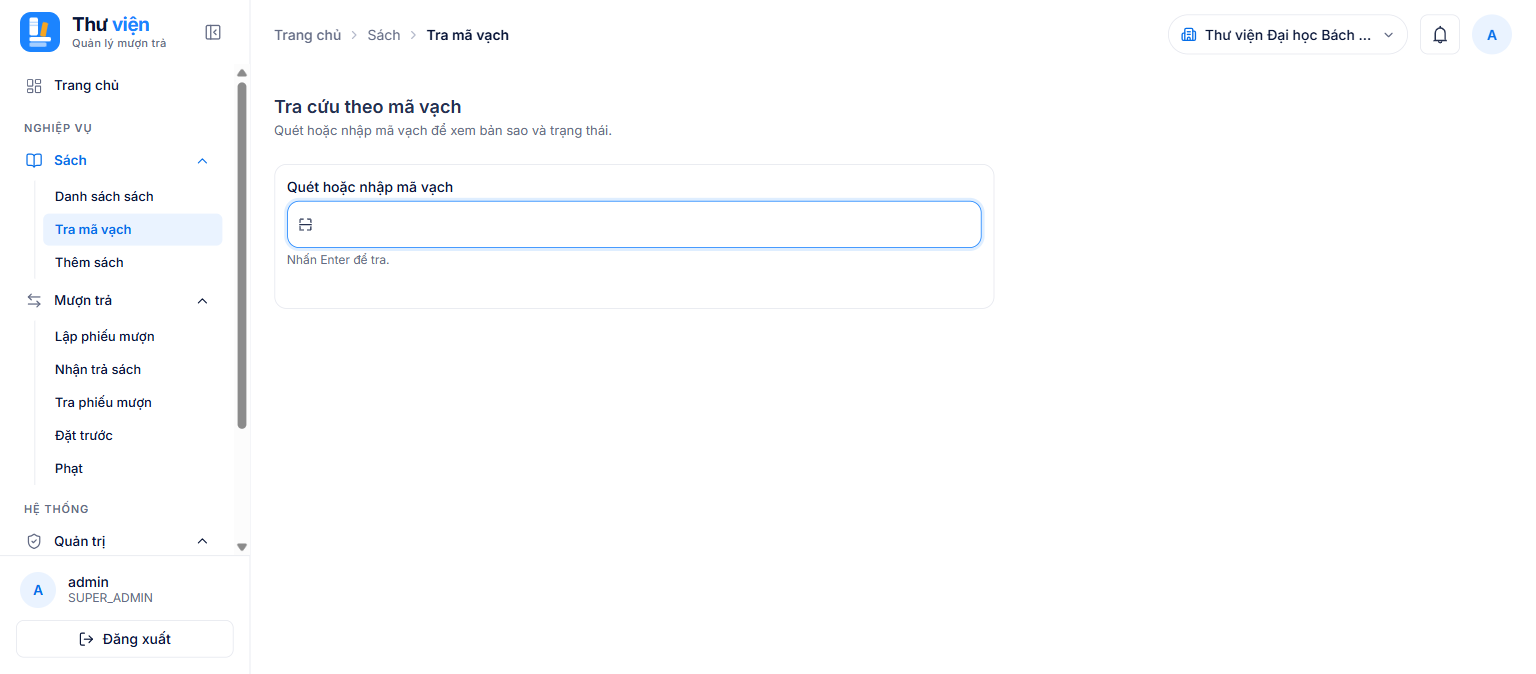 Thư viện
Quản lý mượn trả
Trang chủ
NGHIỆP VỤ
Sách
Danh sách sách
Tra mã vạch
Thêm sách
Mượn trả
Lập phiếu mượn
Nhận trả sách
Tra phiếu mượn
Đặt trước
Phạt
HỆ THỐNG
Quản trị
A
admin
SUPER_ADMIN
Đăng xuất
Trang chủ > Sách > Tra mã vạch
Thư viện Đại học Bách ...
A
Tra cứu theo mã vạch
Quét hoặc nhập mã vạch để xem bản sao và trạng thái.
Quét hoặc nhập mã vạch
Nhấn Enter để tra.